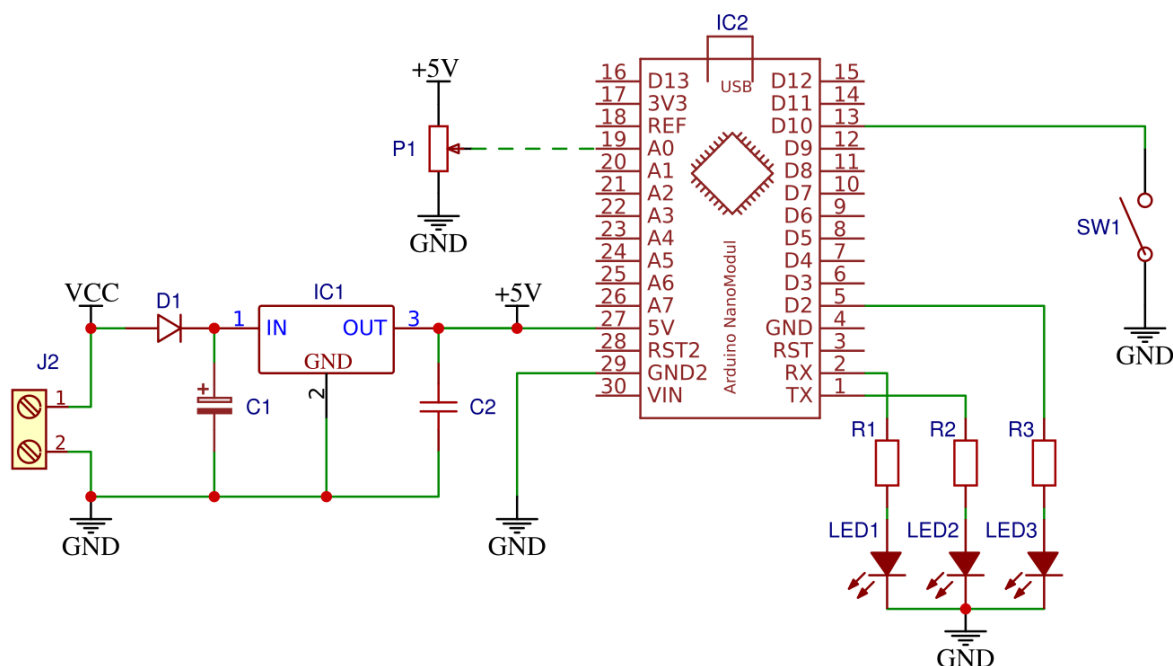 IC2
+5V
P1
GND
USB
Arduino NanoModul
16 D13
17 3V3
18 REF
19 A0
20 A1
21 A2
22 A3
23 A4
24 A5
25 A6
26 A7
27 5V
28 RST2
29 GND2
30 VIN
D12 15
D11 14
D10 13
D9 12
D8 11
D7 10
D6 9
D5 8
D4 7
D3 6
D2 5
GND 4
RST 3
RX 2
TX 1
SW1
GND
VCC
D1
IC1
1 IN
OUT 3
GND
2
+5V
J2
1
2
+
C1
C2
GND
GND
R1
R2
R3
LED1
LED2
LED3
GND